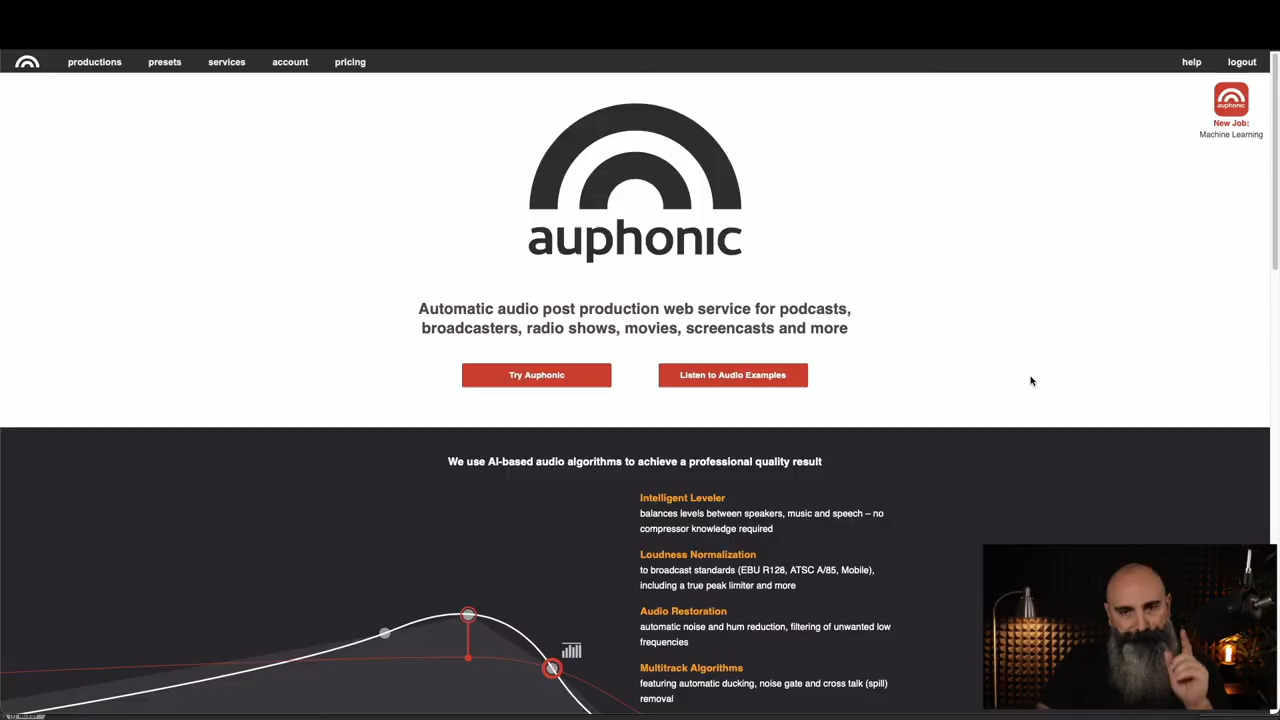 productions presets services account pricing help logout
auphonic
New Job:
Machine Learning
auphonic
Automatic audio post production web service for podcasts,
broadcasters, radio shows, movies, screencasts and more
Try Auphonic Listen to Audio Examples
We use AI-based audio algorithms to achieve a professional quality result
Intelligent Leveler
balances levels between speakers, music and speech – no
compressor knowledge required
Loudness Normalization
to broadcast standards (EBU R128, ATSC A/85, Mobile),
including a true peak limiter and more
Audio Restoration
automatic noise and hum reduction, filtering of unwanted low
frequencies
Multitrack Algorithms
featuring automatic ducking, noise gate and cross talk (spill)
removal